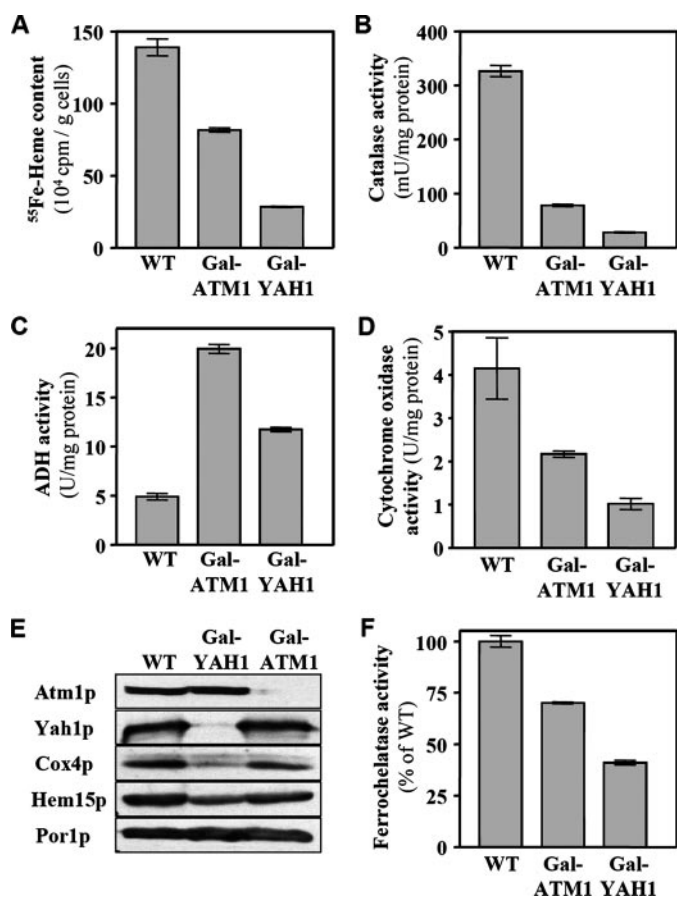 A
⁵⁵Fe-Heme content
(10⁴ cpm / g cells)
150
100
50
0
WT
Gal-
ATM1
Gal-
YAH1
B
Catalase activity
(mU/mg protein)
400
300
200
100
0
WT
Gal-
ATM1
Gal-
YAH1
C
ADH activity
(U/mg protein)
20
15
10
5
0
WT
Gal-
ATM1
Gal-
YAH1
D
Cytochrome oxidase
activity (U/mg protein)
5
4
3
2
1
0
WT
Gal-
ATM1
Gal-
YAH1
E
WT
Gal-
YAH1
Gal-
ATM1
Atm1p
Yah1p
Cox4p
Hem15p
Por1p
F
Ferrochelatase activity
(% of WT)
100
75
50
25
0
WT
Gal-
ATM1
Gal-
YAH1